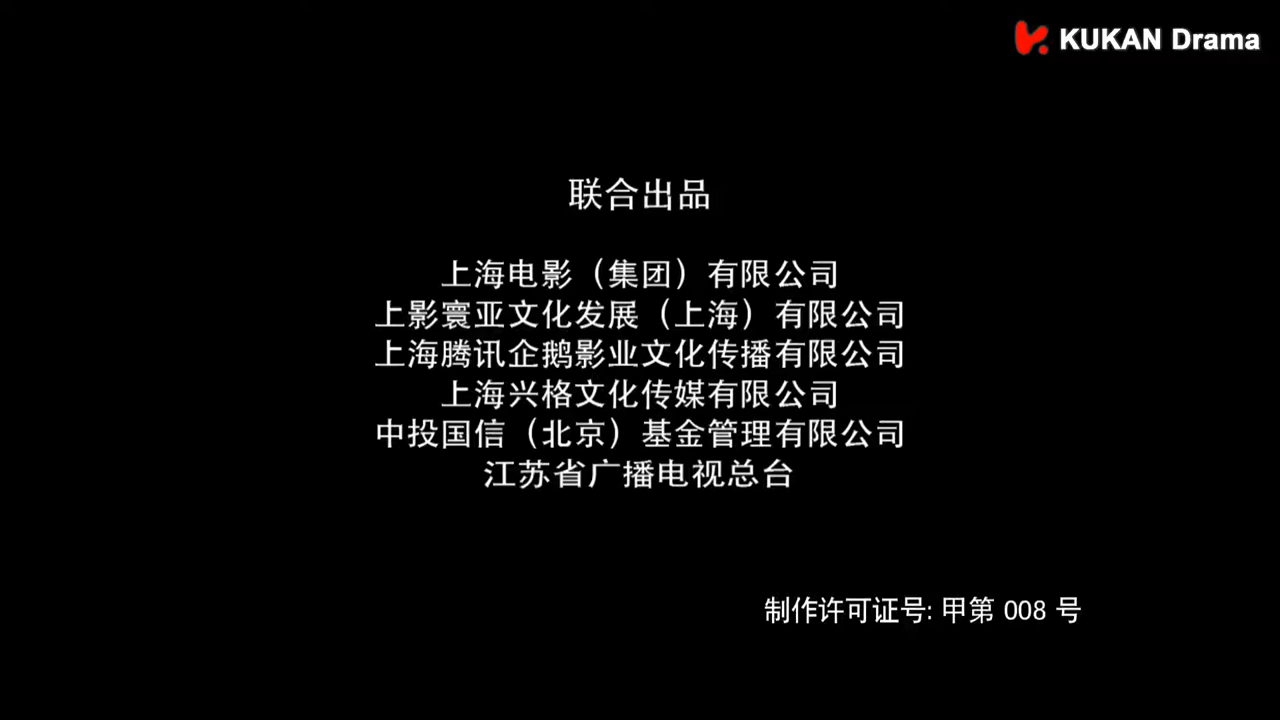 KUKAN Drama
联合出品
上海电影（集团）有限公司
上影寰亚文化发展（上海）有限公司
上海腾讯企鹅影业文化传播有限公司
上海兴格文化传媒有限公司
中投国信（北京）基金管理有限公司
江苏省广播电视总台
制作许可证号: 甲第 008 号